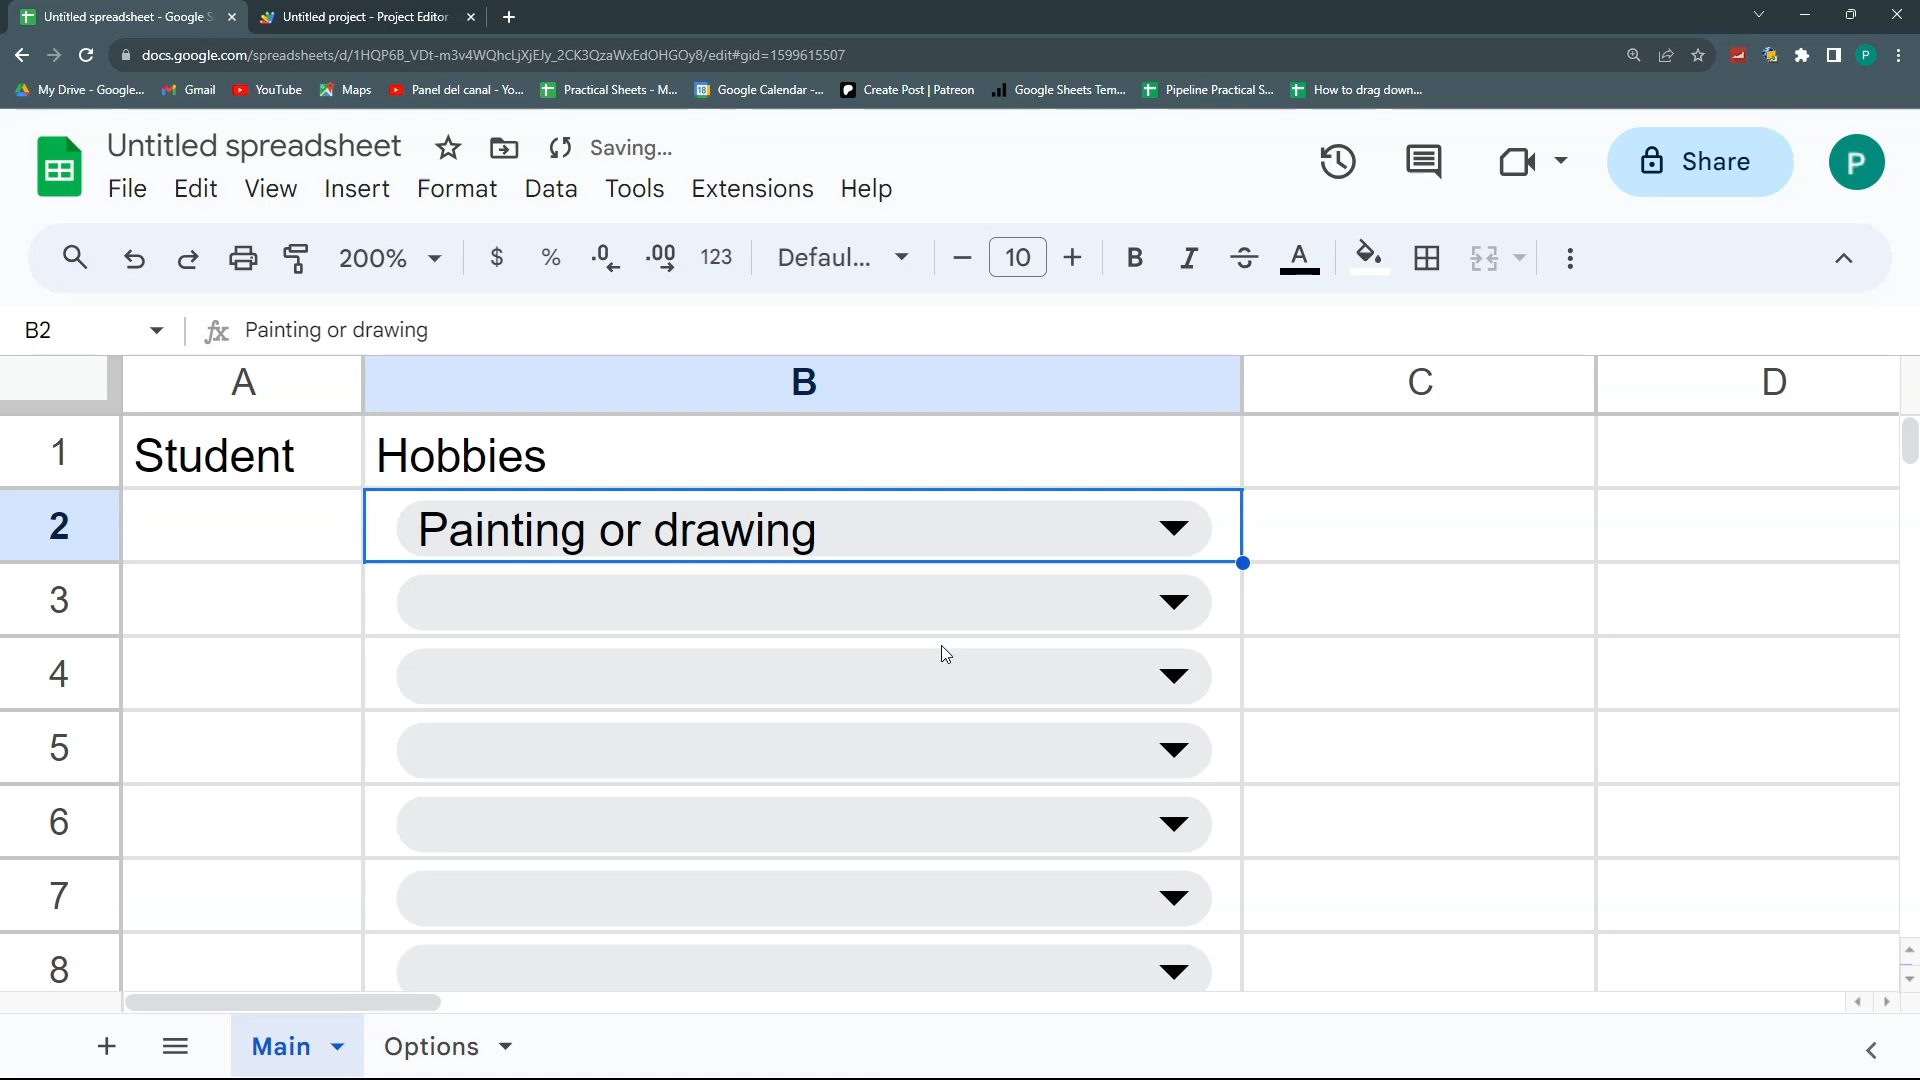 Untitled spreadsheet - Google S
Untitled project - Project Editor
docs.google.com/spreadsheets/d/1HQP6B_VDt-m3v4WQhcLjXjEJy_2CK3QzaWxEdOHGOy8/edit#gid=1599615507
My Drive - Google...
Gmail
YouTube
Maps
Panel del canal - Yo...
Practical Sheets - M...
Google Calendar -...
Create Post | Patreon
Google Sheets Tem...
Pipeline Practical S...
How to drag down...
Untitled spreadsheet
Saving...
Share
P
File Edit View Insert Format Data Tools Extensions Help
200% $ % .0 .00 123 Defaul... 10 B I A
B2 fx Painting or drawing
A B C D
1 Student Hobbies
2 Painting or drawing
3
4
5
6
7
8
Main Options